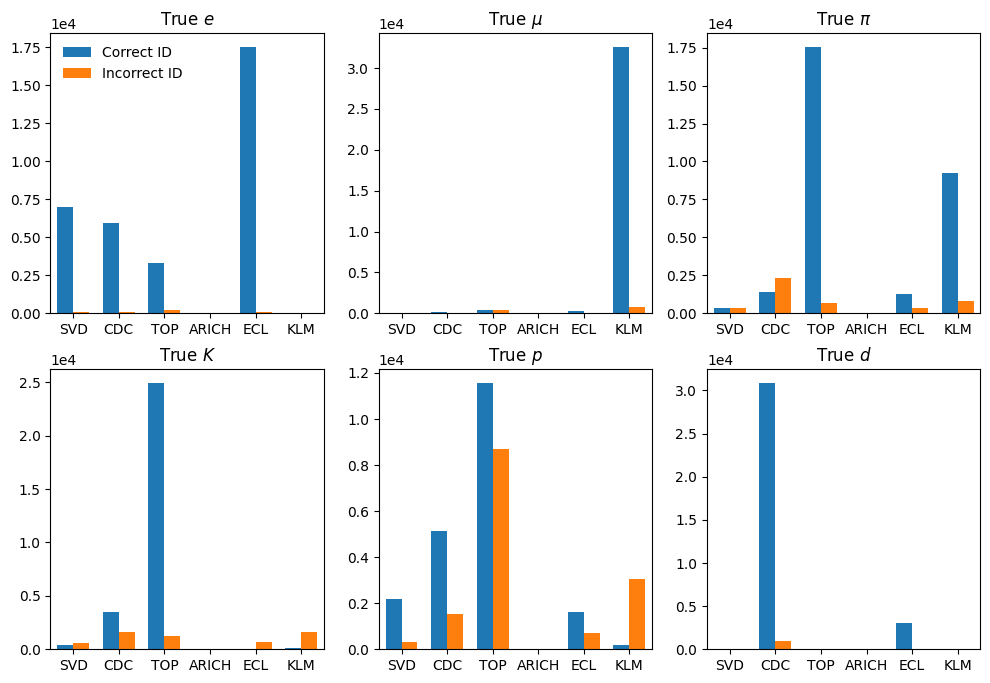 True e
1e4
1.75
1.50
1.25
1.00
0.75
0.50
0.25
0.00
Correct ID
Incorrect ID
SVD CDC TOP ARICH ECL KLM
True μ
1e4
3.0
2.5
2.0
1.5
1.0
0.5
0.0
SVD CDC TOP ARICH ECL KLM
True π
1e4
1.75
1.50
1.25
1.00
0.75
0.50
0.25
0.00
SVD CDC TOP ARICH ECL KLM
True K
1e4
2.5
2.0
1.5
1.0
0.5
0.0
SVD CDC TOP ARICH ECL KLM
True p
1e4
1.2
1.0
0.8
0.6
0.4
0.2
0.0
SVD CDC TOP ARICH ECL KLM
True d
1e4
3.0
2.5
2.0
1.5
1.0
0.5
0.0
SVD CDC TOP ARICH ECL KLM